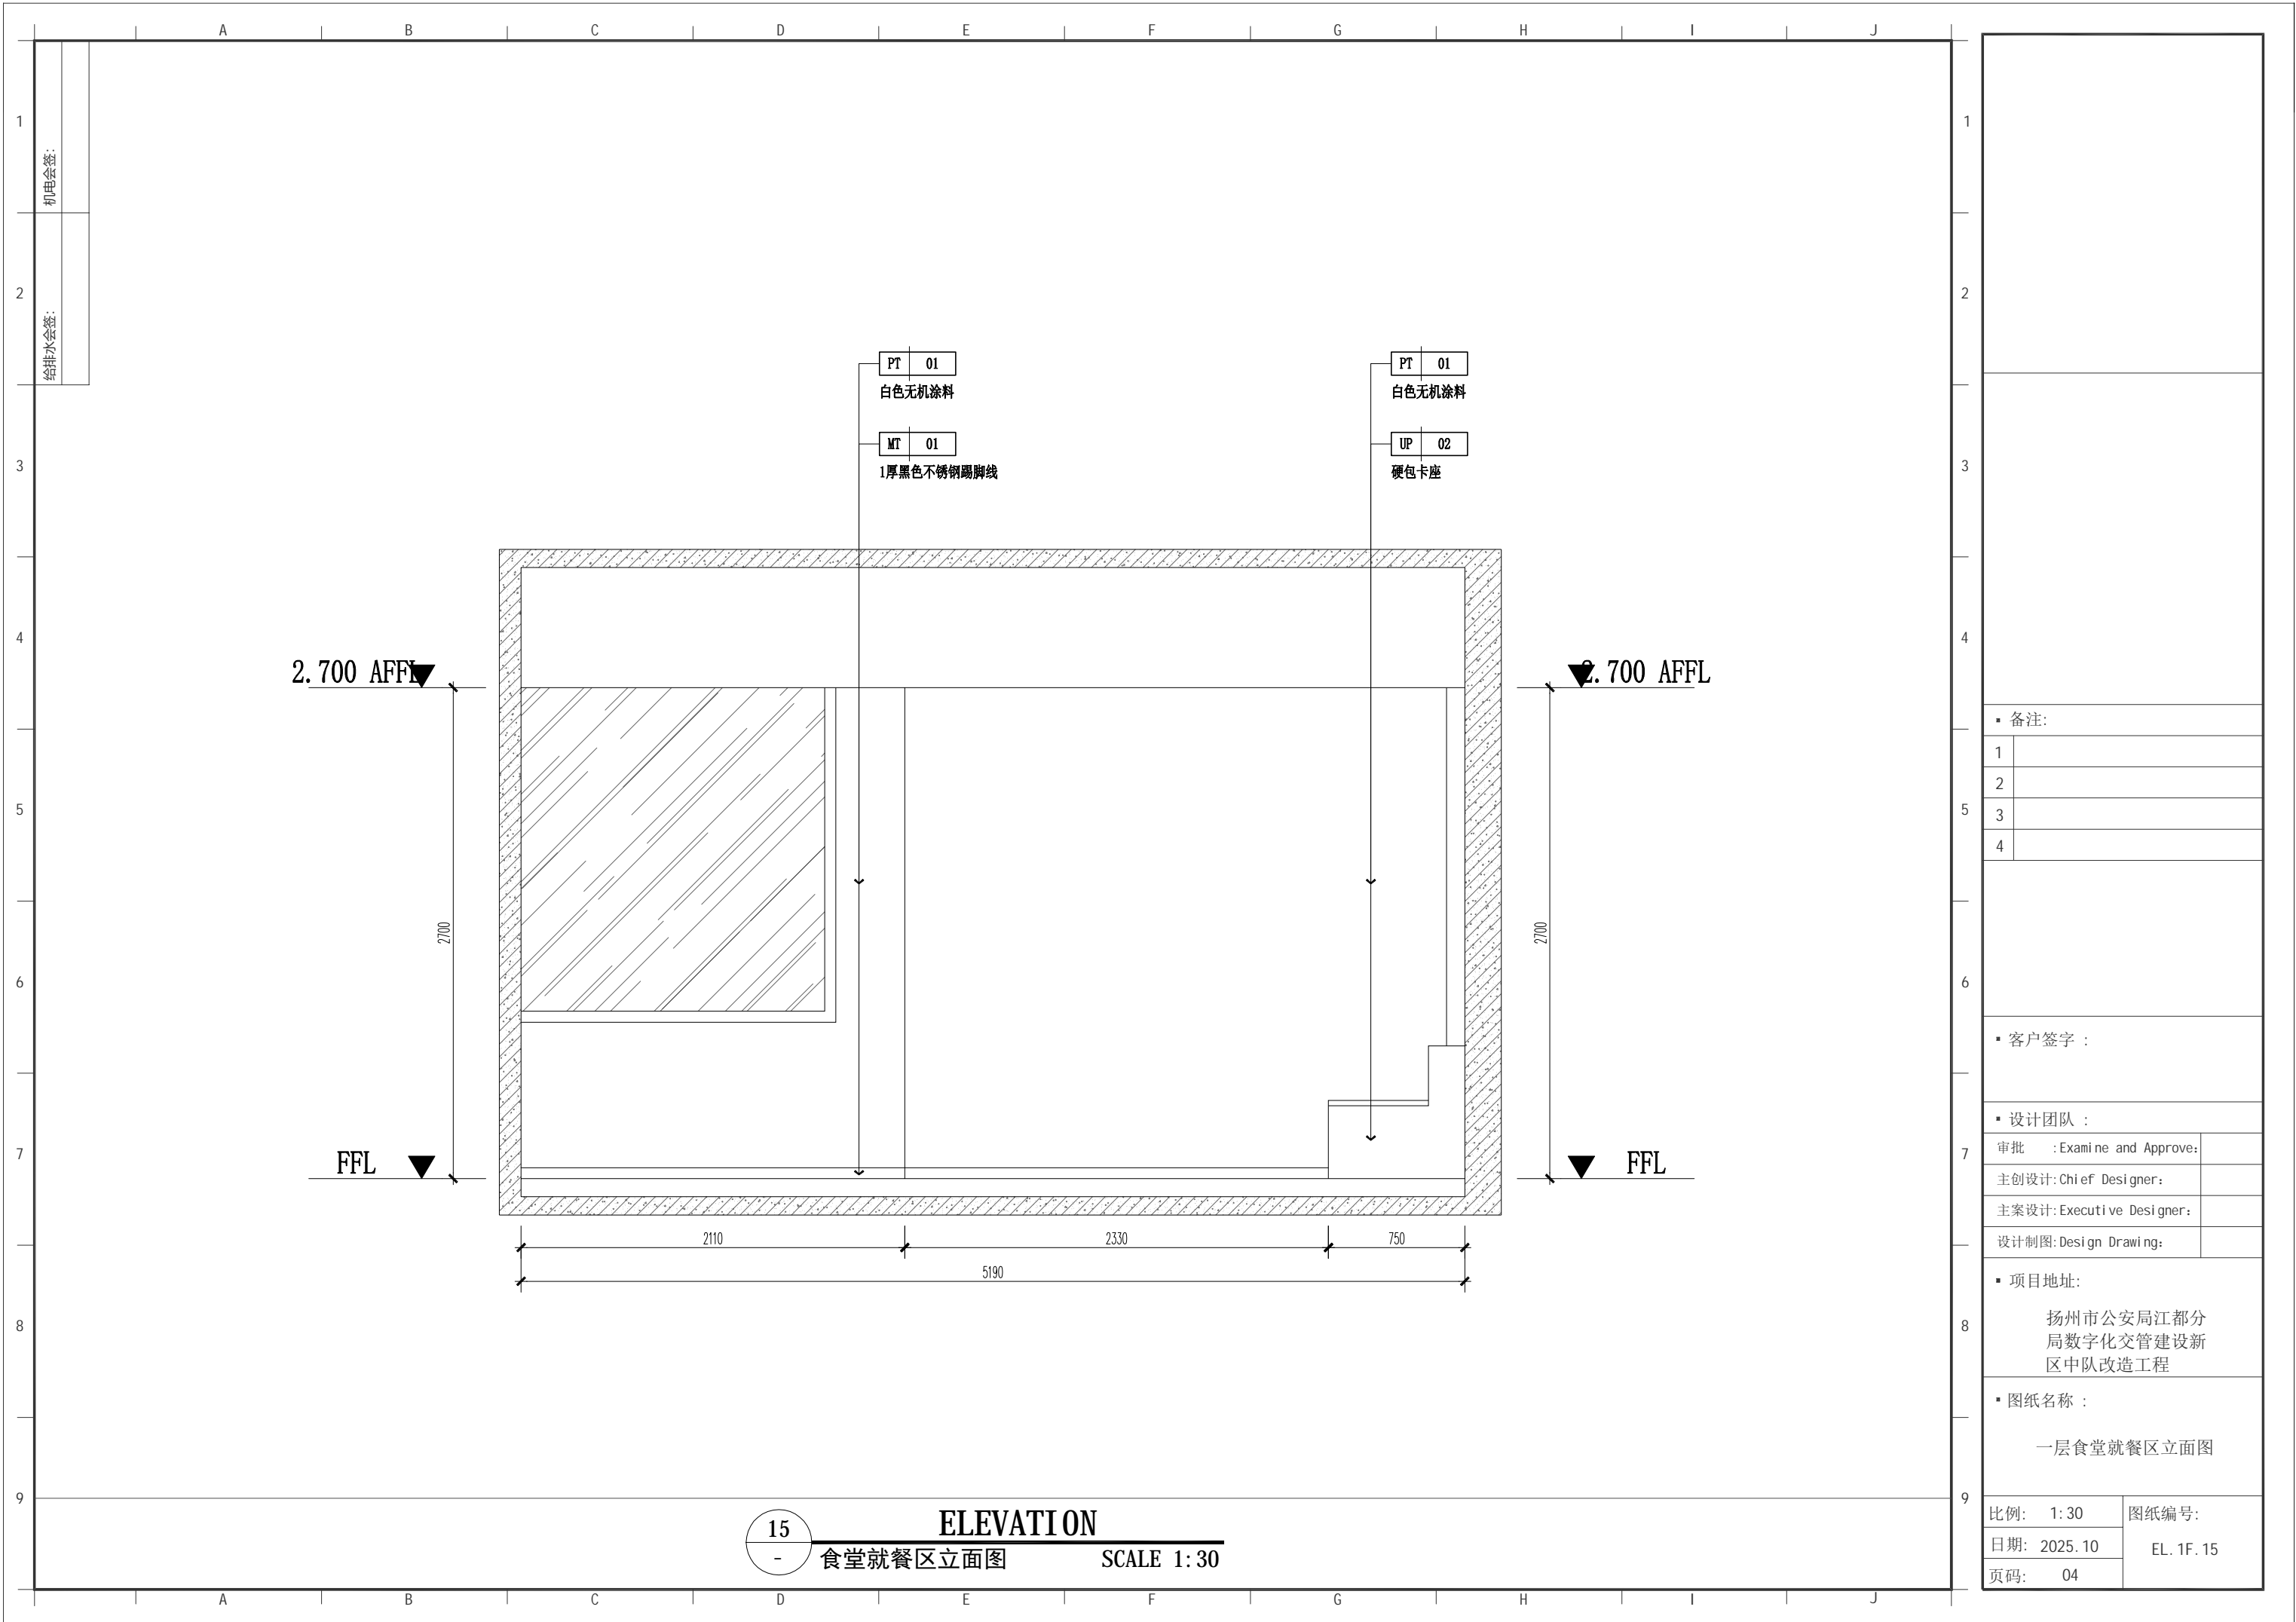 A B C D E F G H I J
1 1
机电会签:
2 2
给排水会签:
PT 01 PT 01
白色无机涂料 白色无机涂料
MT 01 UP 02
1厚黑色不锈钢踢脚线 硬包卡座
3 3
4 4
2.700 AFFL 2.700 AFFL
5 5
2700 2700
6 6
7 7
FFL FFL
2110 2330 750
5190
8 8
9 9
15
-
ELEVATION
食堂就餐区立面图 SCALE 1:30
A B C D E F G H I J
▪ 备注:
1
2
3
4
▪ 客户签字 :
▪ 设计团队 :
审批 :Examine and Approve:
主创设计:Chief Designer:
主案设计:Executive Designer:
设计制图:Design Drawing:
▪ 项目地址:
扬州市公安局江都分
局数字化交管建设新
区中队改造工程
▪ 图纸名称 :
一层食堂就餐区立面图
比例: 1:30 图纸编号:
日期: 2025.10 EL.1F.15
页码: 04